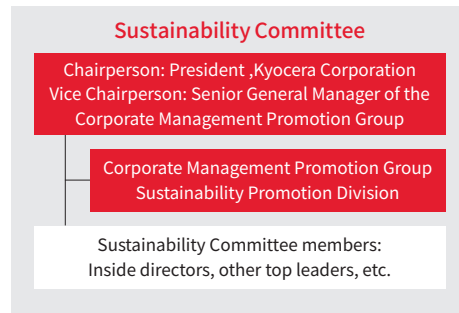 Sustainability Committee
Chairperson: President ,Kyocera Corporation
Vice Chairperson: Senior General Manager of the
Corporate Management Promotion Group
Corporate Management Promotion Group
Sustainability Promotion Division
Sustainability Committee members:
Inside directors, other top leaders, etc.